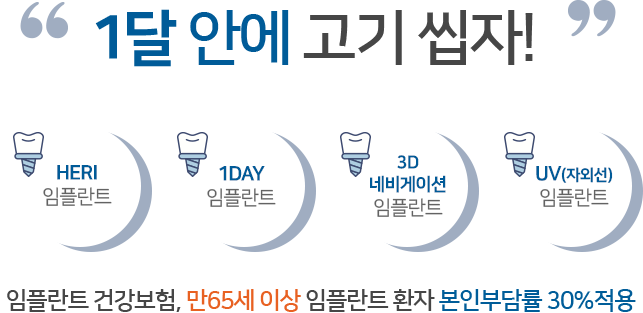 “ 1달 안에 고기 씹자! ”
HERI
임플란트
1DAY
임플란트
3D
네비게이션
임플란트
UV(자외선)
임플란트
임플란트 건강보험, 만65세 이상 임플란트 환자 본인부담률 30%적용